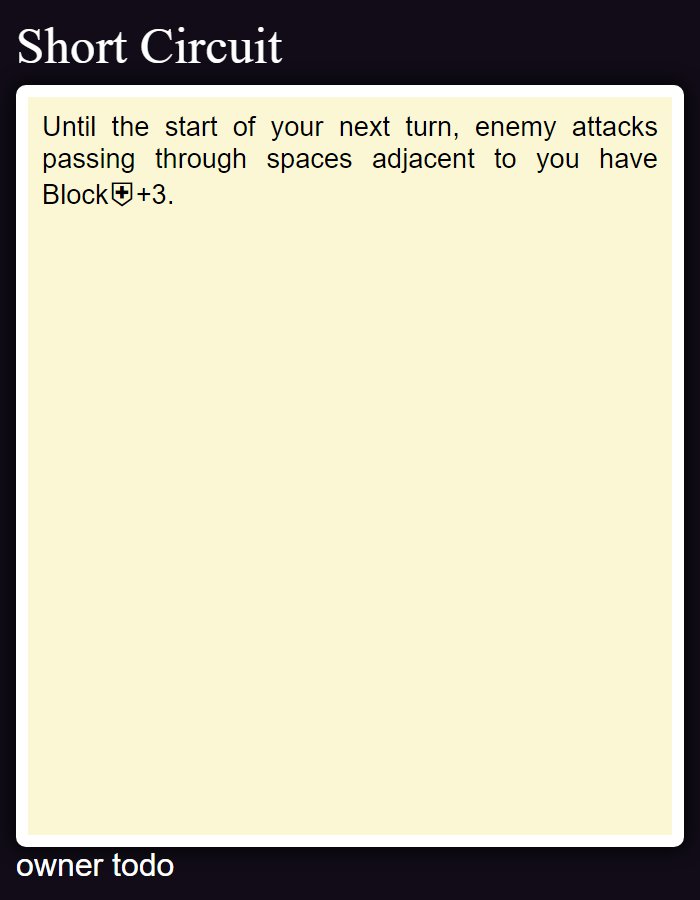 Short Circuit
Until the start of your next turn, enemy attacks
passing through spaces adjacent to you have
Block⛨+3.
owner todo